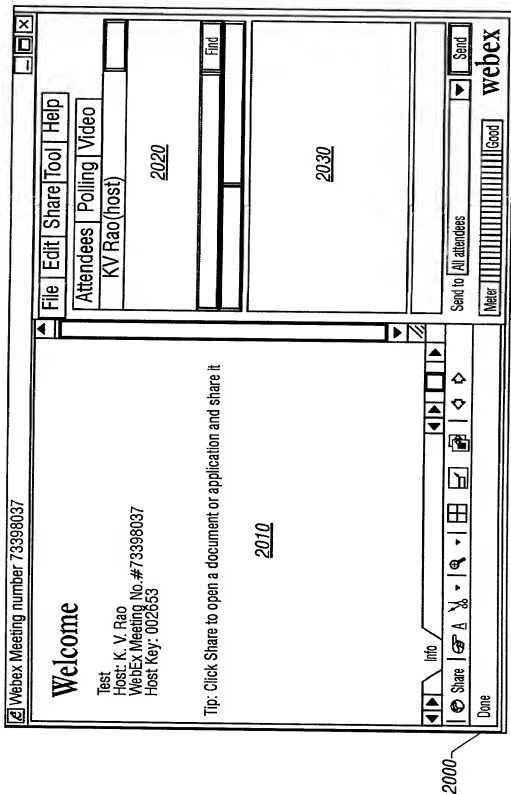 Webex Meeting number 73398037
Welcome
Test
Host: K. V. Rao
WebEx Meeting No.#73398037
Host Key: 002653
Tip: Click Share to open a document or application and share it
2010
Info
Share A
Done
File Edit Share Tool Help
Attendees Polling Video
KV Rao(host)
2020
Find
2030
Send to All attendees Send
Meter Good
webex
2000